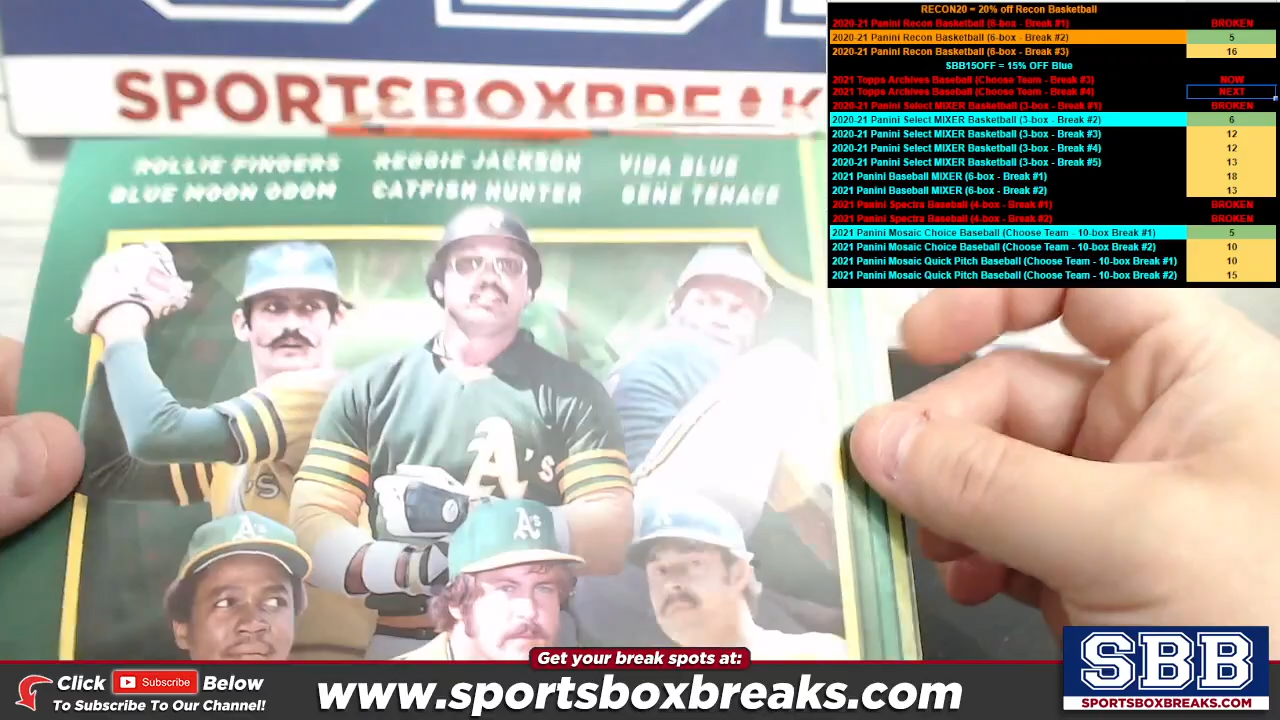 RECON20 = 20% off Recon Basketball
2020-21 Panini Recon Basketball (6-box - Break #1) BROKEN
2020-21 Panini Recon Basketball (6-box - Break #2) 5
2020-21 Panini Recon Basketball (6-box - Break #3) 16
SBB15OFF = 15% OFF Blue
2021 Topps Archives Baseball (Choose Team - Break #3) NOW
2021 Topps Archives Baseball (Choose Team - Break #4) NEXT
2020-21 Panini Select MIXER Basketball (3-box - Break #1) BROKEN
2020-21 Panini Select MIXER Basketball (3-box - Break #2) 6
2020-21 Panini Select MIXER Basketball (3-box - Break #3) 12
2020-21 Panini Select MIXER Basketball (3-box - Break #4) 12
2020-21 Panini Select MIXER Basketball (3-box - Break #5) 13
2021 Panini Baseball MIXER (6-box - Break #1) 18
2021 Panini Baseball MIXER (6-box - Break #2) 13
2021 Panini Spectra Baseball (4-box - Break #1) BROKEN
2021 Panini Spectra Baseball (4-box - Break #2) BROKEN
2021 Panini Mosaic Choice Baseball (Choose Team - 10-box Break #1) 5
2021 Panini Mosaic Choice Baseball (Choose Team - 10-box Break #2) 10
2021 Panini Mosaic Quick Pitch Baseball (Choose Team - 10-box Break #1) 10
2021 Panini Mosaic Quick Pitch Baseball (Choose Team - 10-box Break #2) 15
SPORTSBOXBREAK
ROLLIE FINGERS REGGIE JACKSON VIDA BLUE
BLUE MOON ODOM CATFISH HUNTER GENE TENACE
A's
A's
A's
Get your break spots at:
www.sportsboxbreaks.com
Click Subscribe Below
To Subscribe To Our Channel!
SBB
SPORTSBOXBREAKS.COM